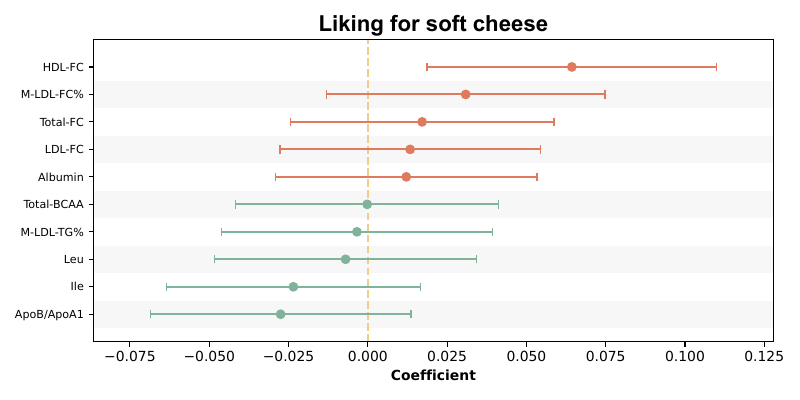 Liking for soft cheese
HDL-FC
M-LDL-FC%
Total-FC
LDL-FC
Albumin
Total-BCAA
M-LDL-TG%
Leu
Ile
ApoB/ApoA1
−0.075 −0.050 −0.025 0.000 0.025 0.050 0.075 0.100 0.125
Coefficient